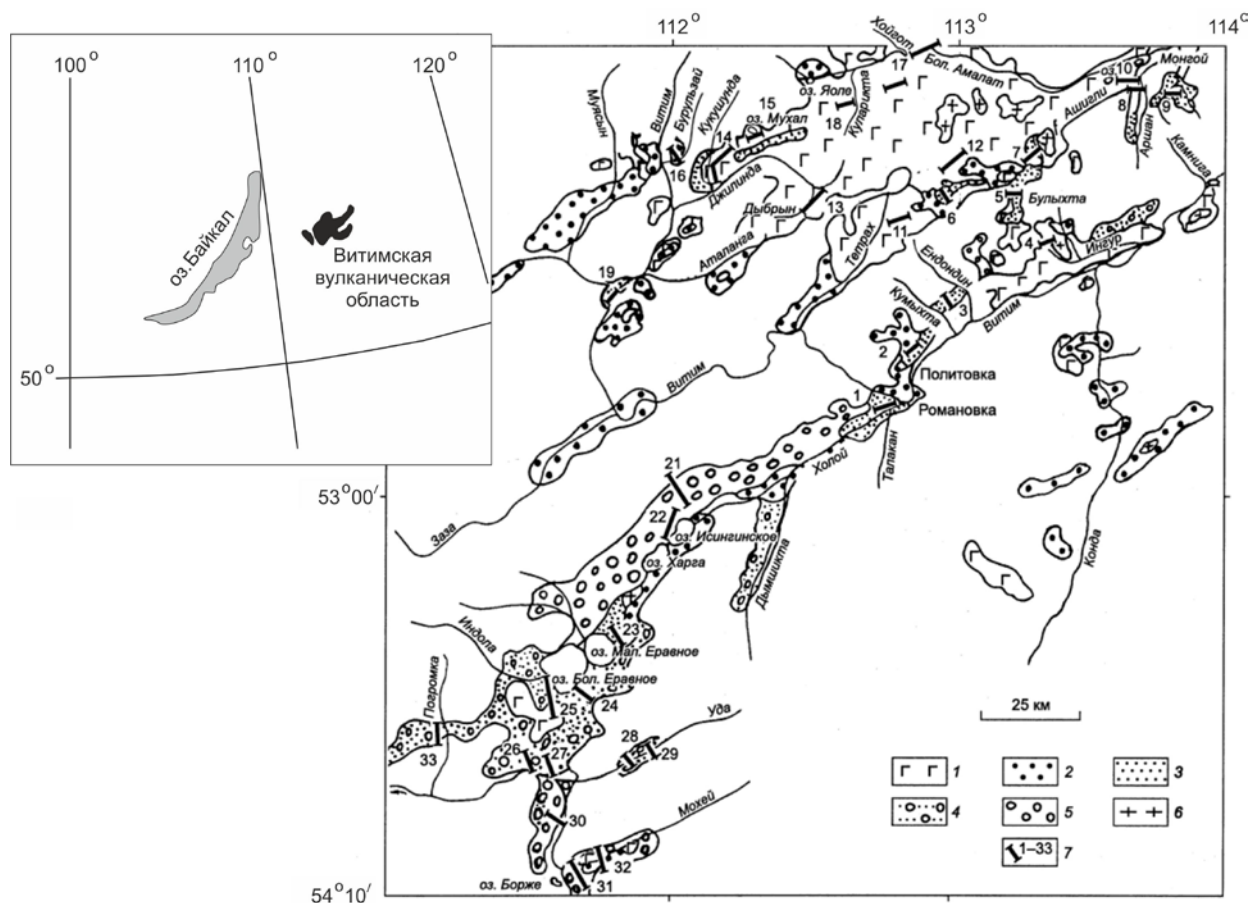 100°
110°
120°
оз.Байкал
Витимская
вулканическая
область
50°
112°
113°
114°
Хойгот
17
Бол. Амалат
оз.10
Монгой
оз. Яоле
Ашигли
Муясын
Витим
Бурульзай
Кукушунда
15
оз. Мухал
18
Куларикта
8
9
Аршан
14
12
7
Камнига
16
Джилинда
Дыбрын
13
5
Булыхта
6
11
4
Ингур
Тетрах
Аталанга
Ендондин
19
Кумыхта
3
Витим
2
Политовка
Витим
1
Романовка
Холой
Талакан
21
53°00′
22
оз. Исингинское
Заза
оз. Харга
Дымшикта
Конда
23
Индола
оз. Мал. Еравное
Погромка
оз. Бол. Еравное
25
24
25 км
Уда
33
26
27
28
29
1
2
3
4
5
6
30
Мохей
1–33
7
32
оз. Борже
31
54°10′